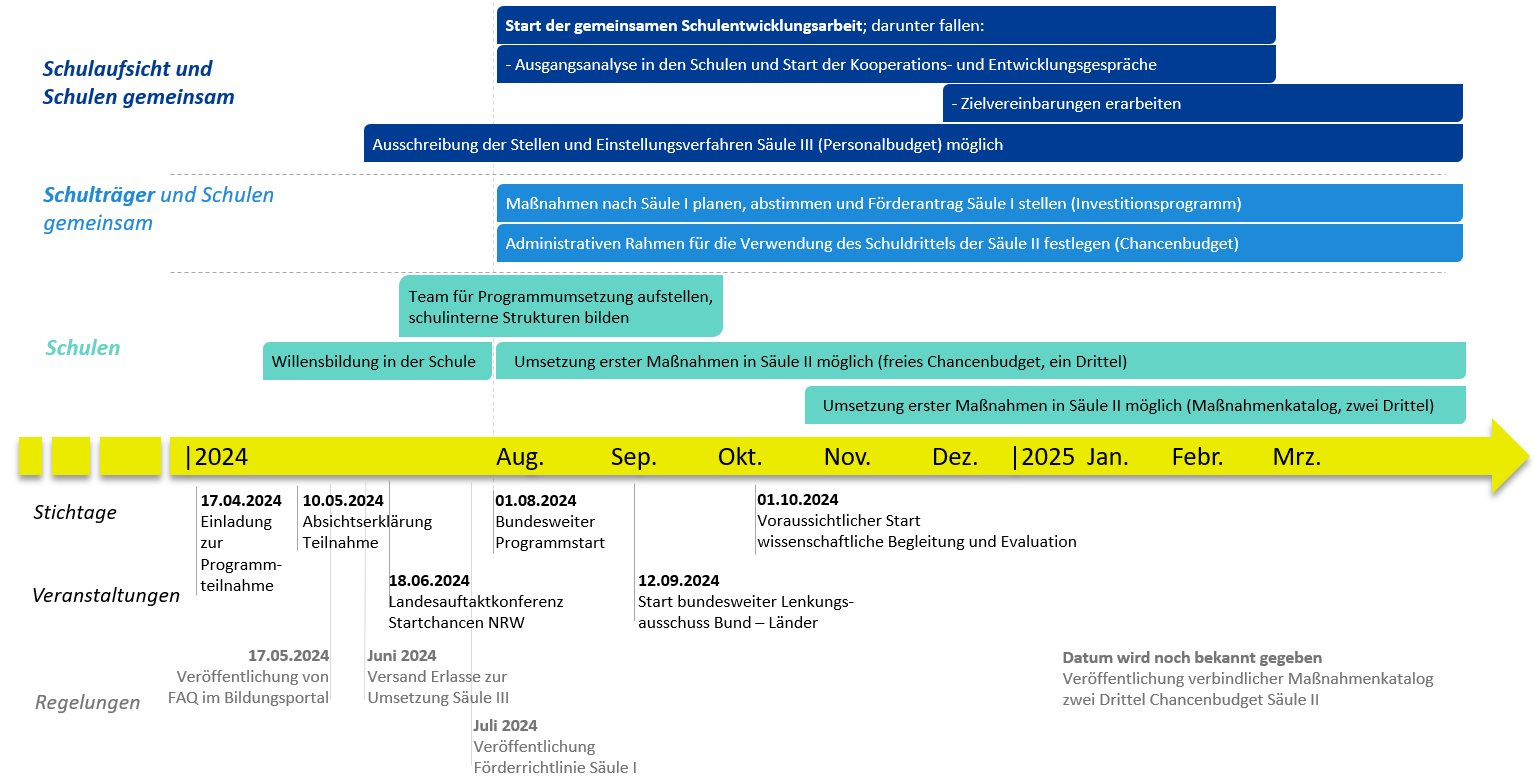 Start der gemeinsamen Schulentwicklungsarbeit; darunter fallen:
Schulaufsicht und
Schulen gemeinsam
- Ausgangsanalyse in den Schulen und Start der Kooperations- und Entwicklungsgespräche
- Zielvereinbarungen erarbeiten
Ausschreibung der Stellen und Einstellungsverfahren Säule III (Personalbudget) möglich
Schulträger und Schulen
gemeinsam
Maßnahmen nach Säule I planen, abstimmen und Förderantrag Säule I stellen (Investitionsprogramm)
Administrativen Rahmen für die Verwendung des Schuldrittels der Säule II festlegen (Chancenbudget)
Schulen
Team für Programmumsetzung aufstellen,
schulinterne Strukturen bilden
Willensbildung in der Schule
Umsetzung erster Maßnahmen in Säule II möglich (freies Chancenbudget, ein Drittel)
Umsetzung erster Maßnahmen in Säule II möglich (Maßnahmenkatalog, zwei Drittel)
|2024 Aug. Sep. Okt. Nov. Dez. |2025 Jan. Febr. Mrz.
Stichtage
17.04.2024
Einladung
zur
Programm-
teilnahme
10.05.2024
Absichtserklärung
Teilnahme
01.08.2024
Bundesweiter
Programmstart
01.10.2024
Voraussichtlicher Start
wissenschaftliche Begleitung und Evaluation
Veranstaltungen
18.06.2024
Landesauftaktkonferenz
Startchancen NRW
12.09.2024
Start bundesweiter Lenkungs-
ausschuss Bund – Länder
Regelungen
17.05.2024
Veröffentlichung von
FAQ im Bildungsportal
Juni 2024
Versand Erlasse zur
Umsetzung Säule III
Juli 2024
Veröffentlichung
Förderrichtlinie Säule I
Datum wird noch bekannt gegeben
Veröffentlichung verbindlicher Maßnahmenkatalog
zwei Drittel Chancenbudget Säule II